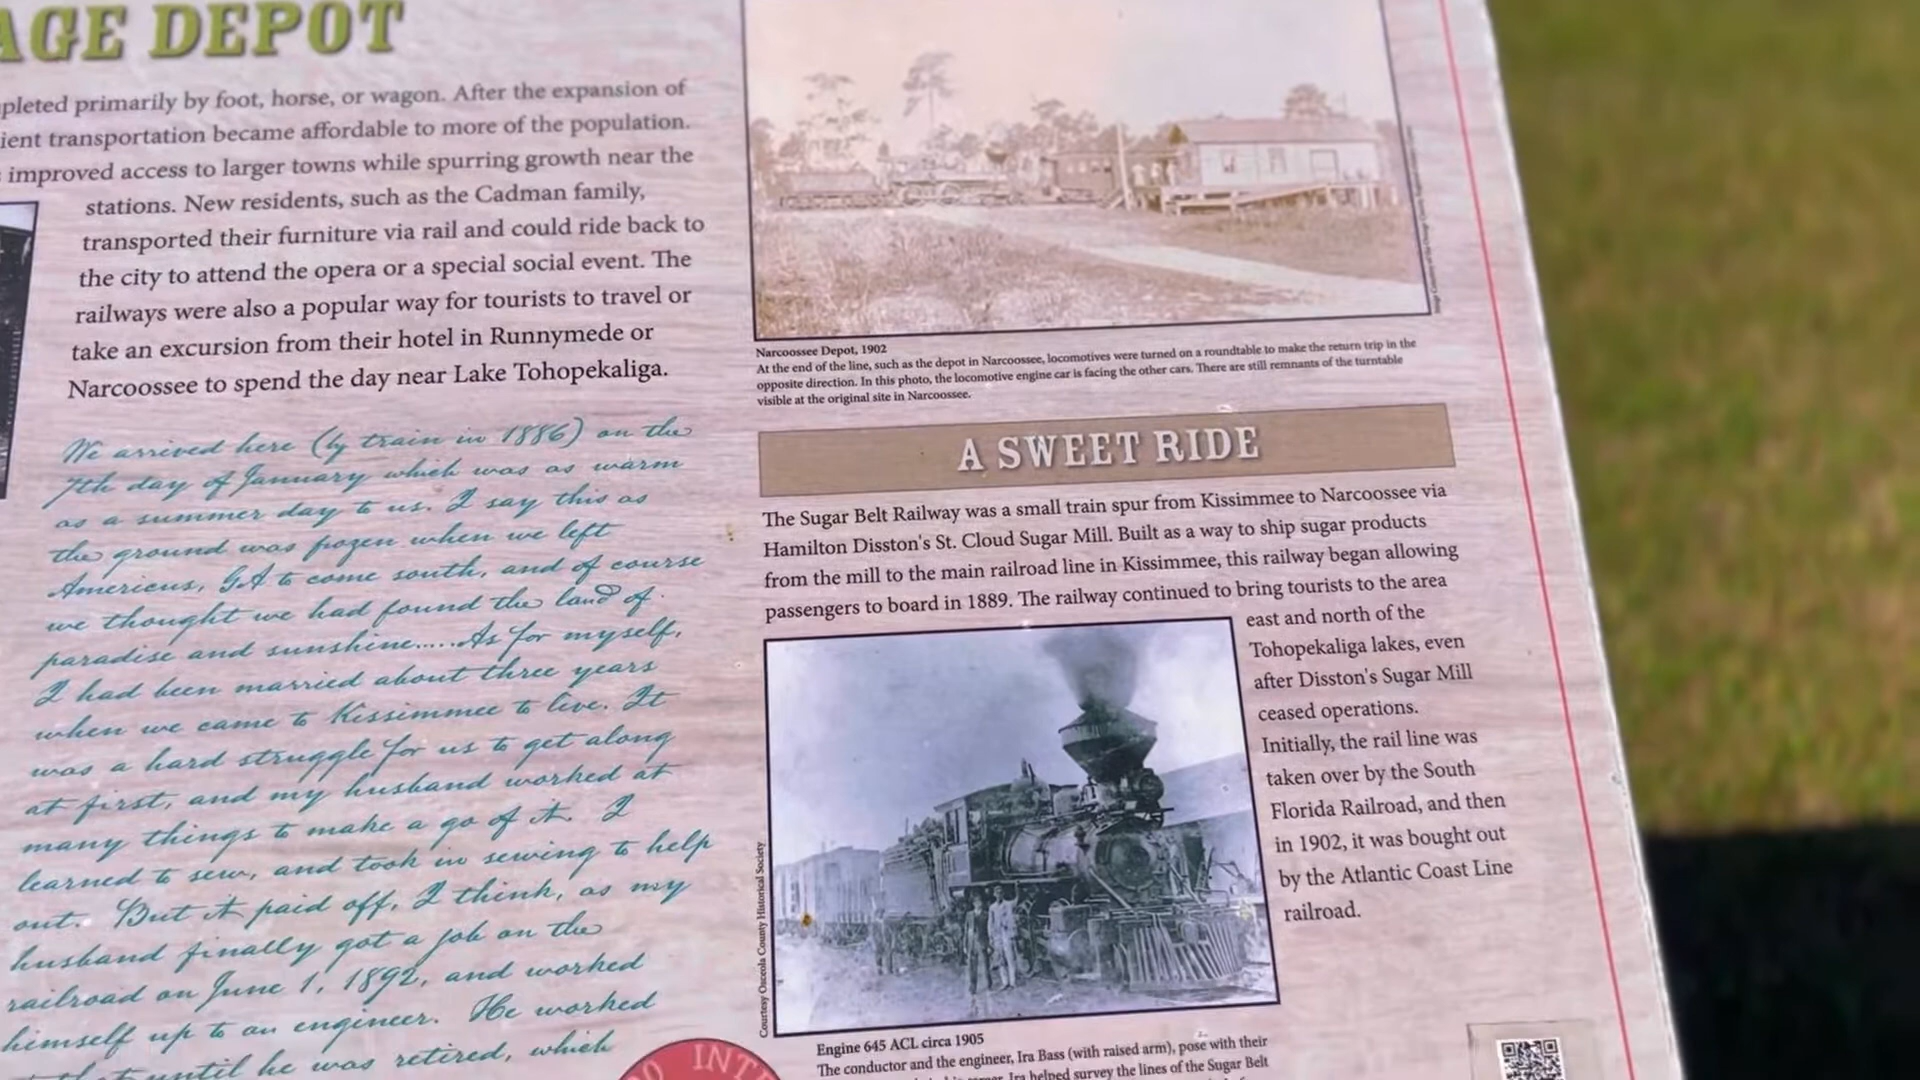 AGE DEPOT
pleted primarily by foot, horse, or wagon. After the expansion of
ient transportation became affordable to more of the population.
improved access to larger towns while spurring growth near the
stations. New residents, such as the Cadman family,
transported their furniture via rail and could ride back to
the city to attend the opera or a special social event. The
railways were also a popular way for tourists to travel or
take an excursion from their hotel in Runnymede or
Narcoossee to spend the day near Lake Tohopekaliga.
We arrived here (by train in 1886) on the
7th day of January which was as warm
as a summer day to us. I say this as
the ground was frozen when we left
Americus, GA to come south, and of course
we thought we had found the land of
paradise and sunshine.....As for myself,
I had been married about three years
when we came to Kissimmee to live. It
was a hard struggle for us to get along
at first, and my husband worked at
many things to make a go of it. I
learned to sew, and took in sewing to help
out. But it paid off, I think, as my
husband finally got a job on the
railroad on June 1, 1892, and worked
himself up to an engineer. He worked
until he was retired, which
Narcoossee Depot, 1902
At the end of the line, such as the depot in Narcoossee, locomotives were turned on a roundtable to make the return trip in the
opposite direction. In this photo, the locomotive engine car is facing the other cars. There are still remnants of the turntable
visible at the original site in Narcoossee.
A SWEET RIDE
The Sugar Belt Railway was a small train spur from Kissimmee to Narcoossee via
Hamilton Disston's St. Cloud Sugar Mill. Built as a way to ship sugar products
from the mill to the main railroad line in Kissimmee, this railway began allowing
passengers to board in 1889. The railway continued to bring tourists to the area
east and north of the
Tohopekaliga lakes, even
after Disston's Sugar Mill
ceased operations.
Initially, the rail line was
taken over by the South
Florida Railroad, and then
in 1902, it was bought out
by the Atlantic Coast Line
railroad.
Courtesy Osceola County Historical Society
Engine 645 ACL circa 1905
The conductor and the engineer, Ira Bass (with raised arm), pose with their
Ira helped survey the lines of the Sugar Belt
INT